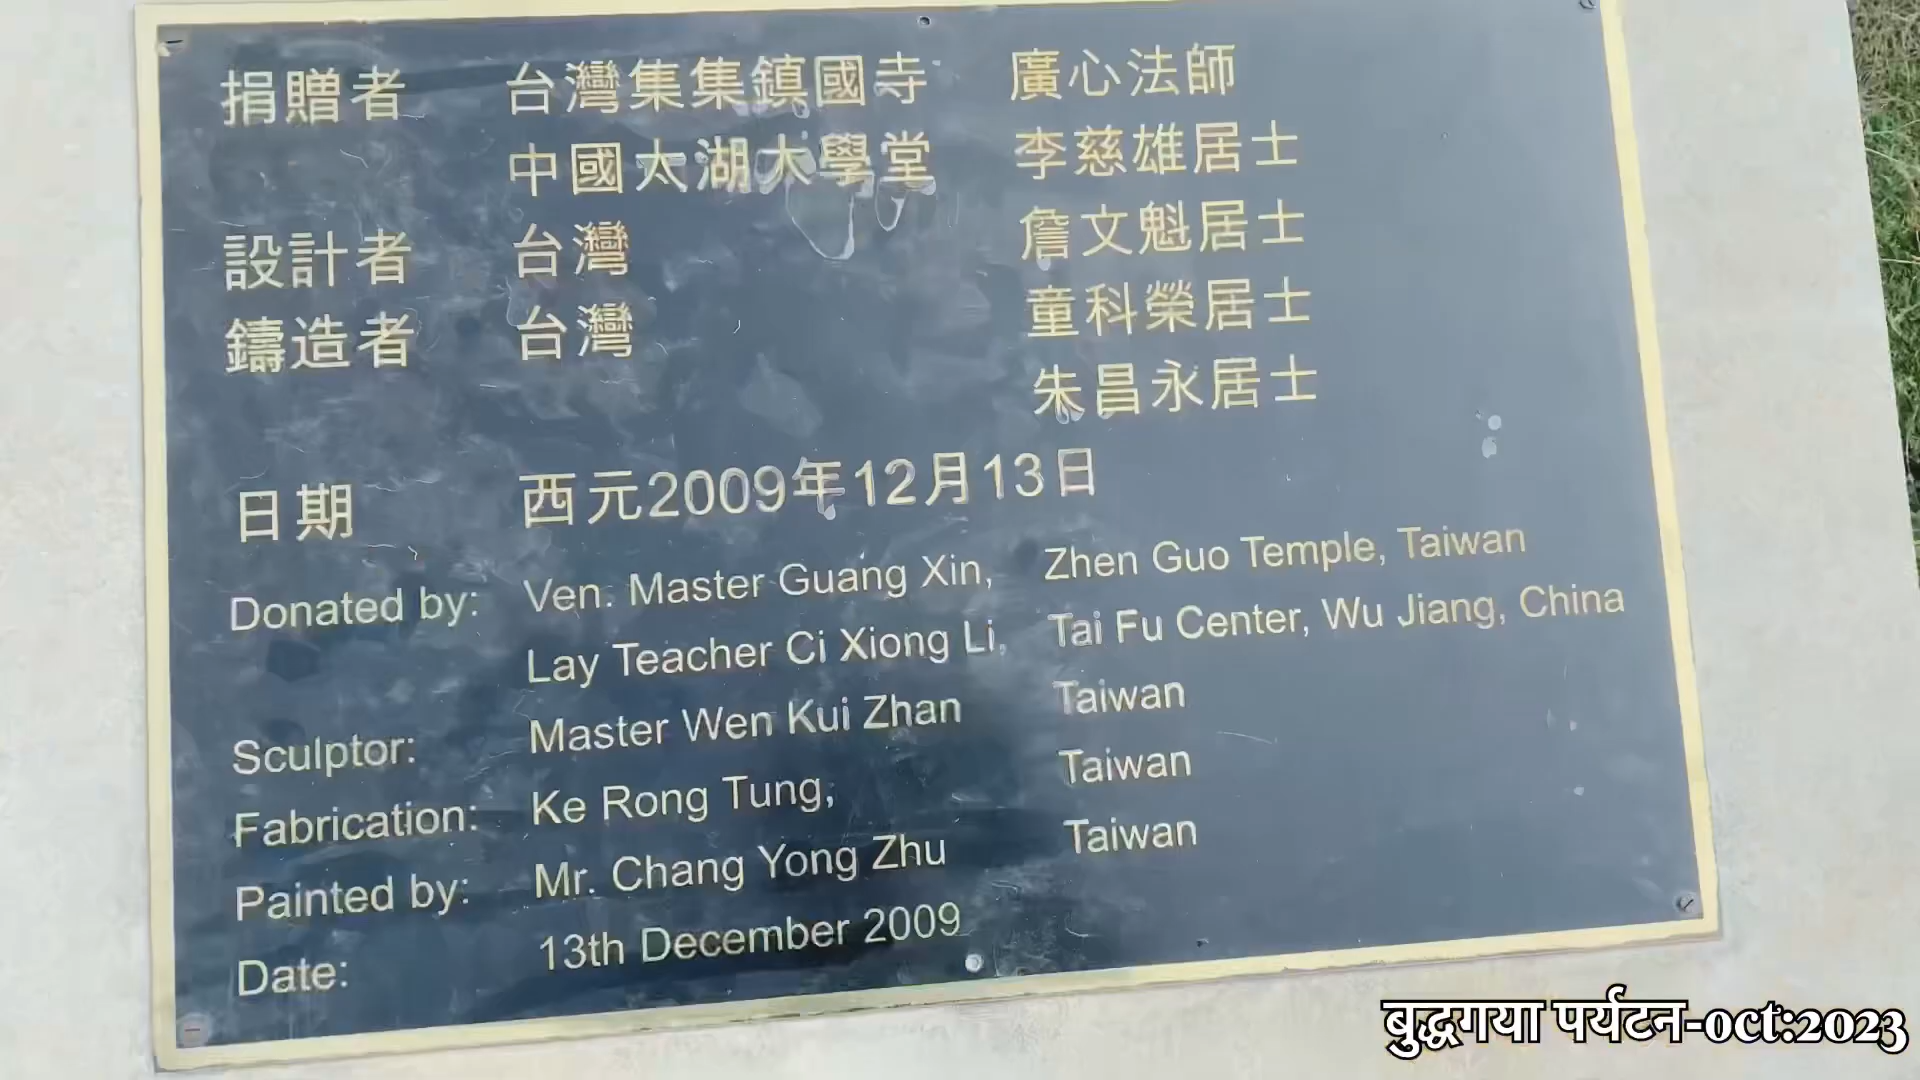 捐贈者 台灣集集鎮國寺 廣心法師
中國太湖大學堂 李慈雄居士
設計者 台灣 詹文魁居士
鑄造者 台灣 童科榮居士
朱昌永居士
日期 西元2009年12月13日
Donated by: Ven. Master Guang Xin, Zhen Guo Temple, Taiwan
Lay Teacher Ci Xiong Li, Tai Fu Center, Wu Jiang, China
Sculptor: Master Wen Kui Zhan Taiwan
Fabrication: Ke Rong Tung, Taiwan
Painted by: Mr. Chang Yong Zhu Taiwan
Date: 13th December 2009
बुद्धगया पर्यटन-oct:2023